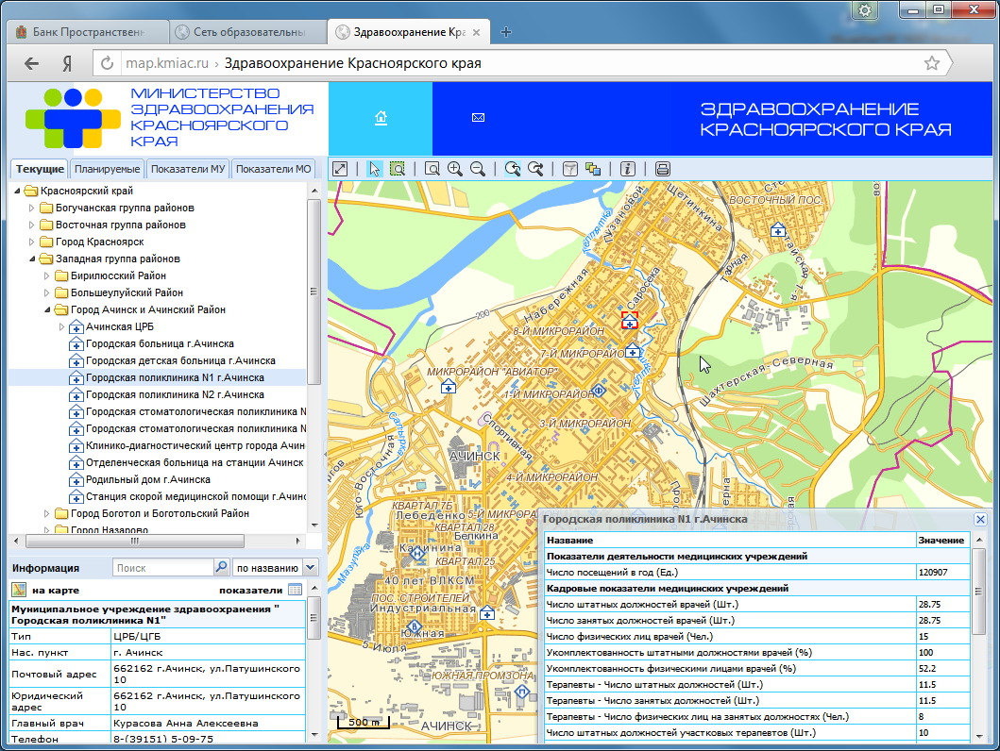 Банк Пространственн
Сеть образовательны
Здравоохранение Кра
map.kmiac.ru › Здравоохранение Красноярского края
МИНИСТЕРСТВО
ЗДРАВООХРАНЕНИЯ
КРАСНОЯРСКОГО
КРАЯ
ЗДРАВООХРАНЕНИЕ
КРАСНОЯРСКОГО КРАЯ
Текущие
Планируемые
Показатели МУ
Показатели МО
Красноярский край
Богучанская группа районов
Восточная группа районов
Город Красноярск
Западная группа районов
Бирилюсский Район
Большеулуйский Район
Город Ачинск и Ачинский Район
Ачинская ЦРБ
Городская больница г.Ачинска
Городская детская больница г.Ачинска
Городская поликлиника N1 г.Ачинска
Городская поликлиника N2 г.Ачинска
Городская стоматологическая поликлиника N
Городская стоматологическая поликлиника N
Клинико-диагностический центр города Ачин
Отделенческая больница на станции Ачинск
Родильный дом г.Ачинска
Станция скорой медицинской помощи г.Ачинс
Город Боготол и Боготольский Район
Город Назарово
Информация
Поиск
по названию
на карте
показатели
Муниципальное учреждение здравоохранения "
Городская поликлиника N1"
Тип ЦРБ/ЦГБ
Нас. пункт г. Ачинск
Почтовый адрес 662162 г.Ачинск, ул.Патушинского
10
Юридический адрес 662162 г.Ачинск, ул.Патушинского
10
Главный врач Курасова Анна Алексеевна
Телефон 8-(39151) 5-09-75
Щетинкина
Пузановой
ВОСТОЧНЫЙ ПОС.
Теплятка
Тарная
7-я
Саросека
Набережная
200
8-Й МИКРОРАЙОН
7-Й МИКРОРАЙОН
МИКРОРАЙОН "АВИАТОР"
1-Й МИКРОРАЙОН
Шахтерская-Северная
3-Й МИКРОРАЙОН
Спортивная
Салырка
Юго-Восточная
АЧИНСК
4-Й МИКРОРАЙОН
КВАРТАЛ 7Б
Лебеденко
5-Й МИКРОРАЙОН
КВАРТАЛ 28
Белкина
Калинина
КВАРТАЛ 25
Мазулька
40 лет ВЛКСМ
ПОС. СТРОИТЕЛЕЙ
Индустриальная
Южная
5 Июля
ЮЖНАЯ ПРОМЗОНА
500 m
АЧИНСК
Городская поликлиника N1 г.Ачинска
Название Значение
Показатели деятельности медицинских учреждений
Число посещений в год (Ед.) 120907
Кадровые показатели медицинских учреждений
Число штатных должностей врачей (Шт.) 28.75
Число занятых должностей врачей (Шт.) 28.75
Число физических лиц врачей (Чел.) 15
Укомплектованность штатными должностями врачей (%) 100
Укомплектованность физическими лицами врачей (%) 52.2
Терапевты - Число штатных должностей (Шт.) 11.5
Терапевты - Число занятых должностей (Шт.) 11.5
Терапевты - Число физических лиц на занятых должностях (Чел.) 8
Число штатных должностей участковых терапевтов (Шт.) 10